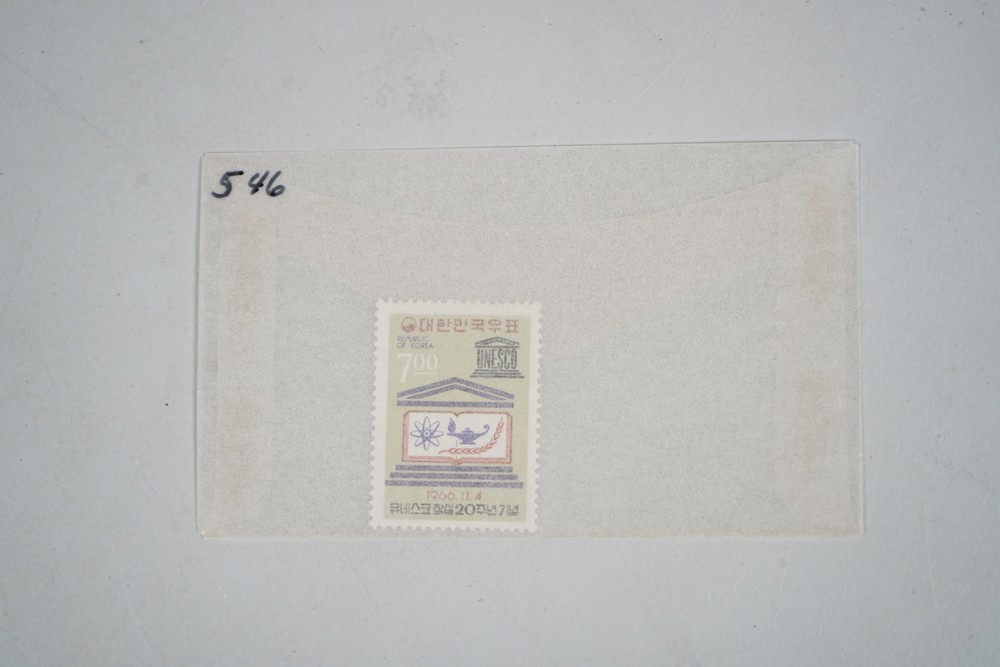 546
대한민국우표
REPUBLIC
OF KOREA
7.00
UNESCO
1966.11.4
유네스코 창설20주년기념